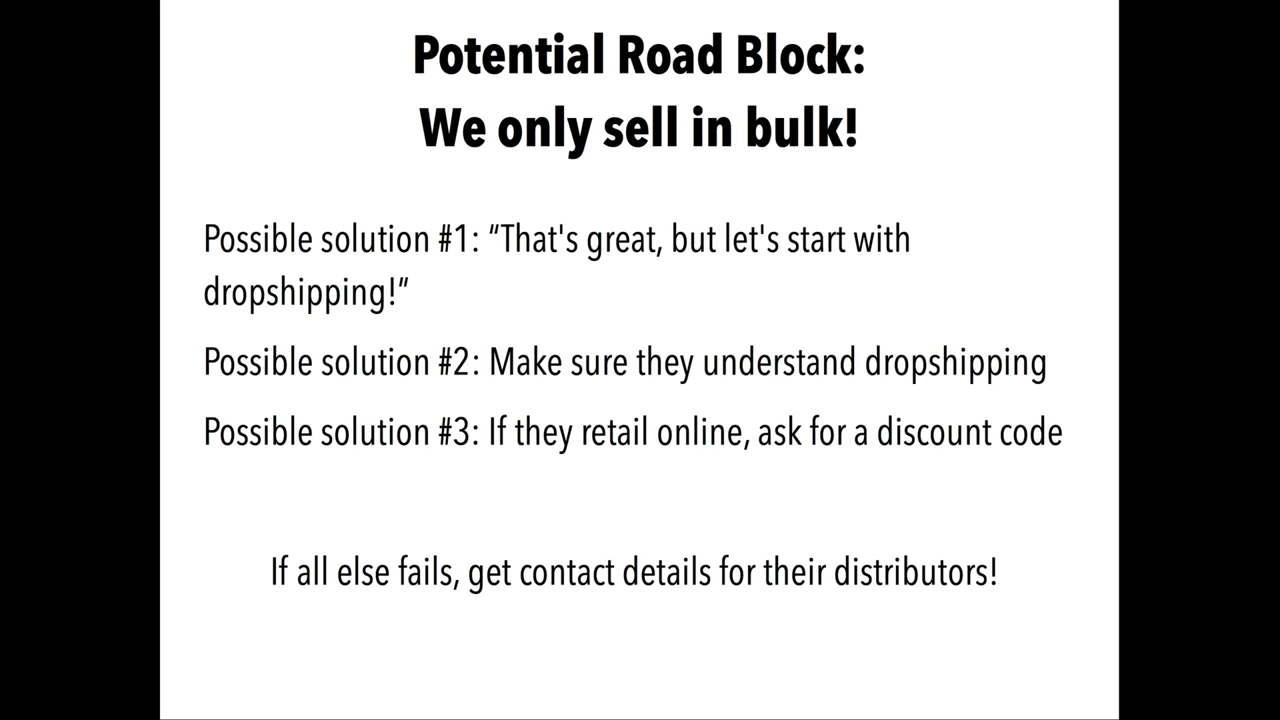 Potential Road Block:
We only sell in bulk!
Possible solution #1: “That's great, but let's start with
dropshipping!”
Possible solution #2: Make sure they understand dropshipping
Possible solution #3: If they retail online, ask for a discount code
If all else fails, get contact details for their distributors!